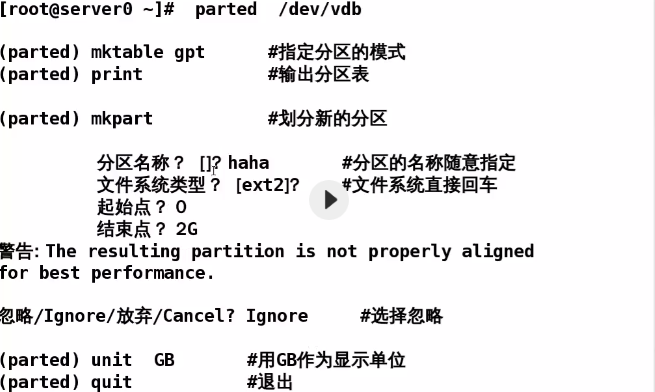 [root@server0 ~]# parted /dev/vdb
(parted) mktable gpt #指定分区的模式
(parted) print #输出分区表
(parted) mkpart #划分新的分区
分区名称？ []? haha #分区的名称随意指定
文件系统类型？ [ext2]? #文件系统直接回车
起始点？ 0
结束点？ 2G
警告: The resulting partition is not properly aligned
for best performance.
忽略/Ignore/放弃/Cancel? Ignore #选择忽略
(parted) unit GB #用GB作为显示单位
(parted) quit #退出